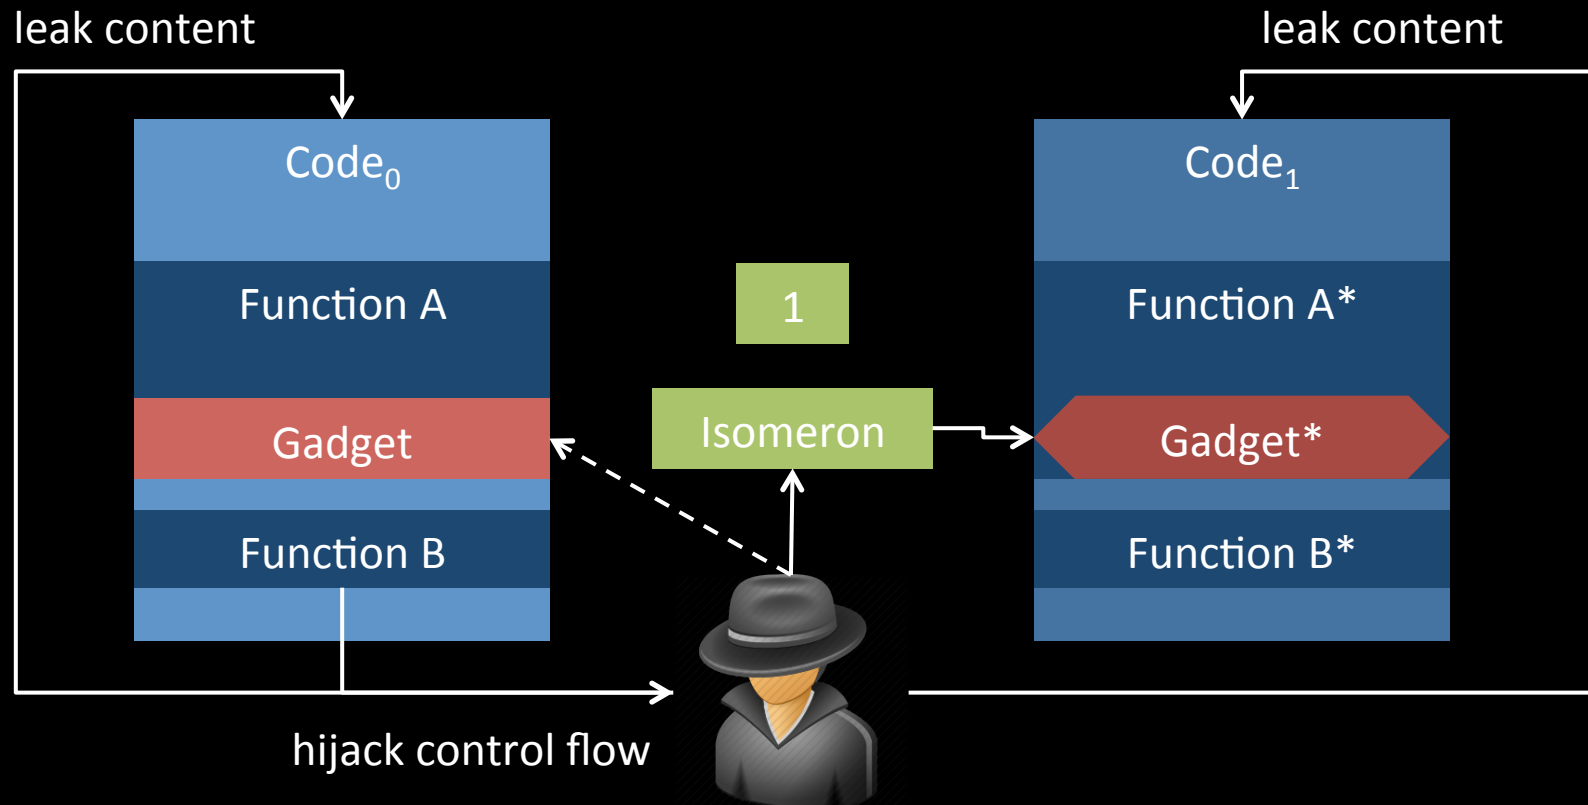 leak content
leak content
Code₀
Code₁
Function A
1
Function A*
Gadget
Isomeron
Gadget*
Function B
Function B*
hijack control flow